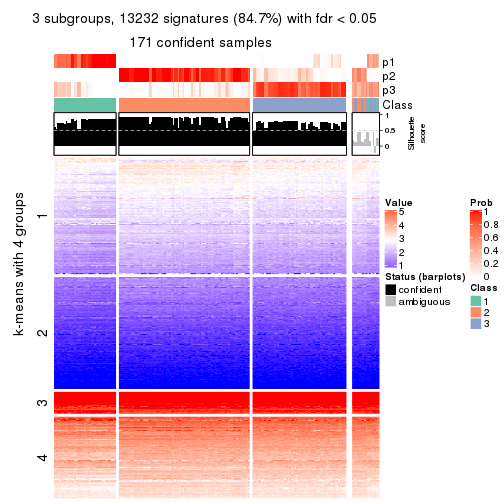 3 subgroups, 13232 signatures (84.7%) with fdr < 0.05
171 confident samples
p1
p2
p3
Class
1
0.5
0
Silhouette
score
k-means with 4 groups
1
2
3
4
Value
5
4
3
2
1
Status (barplots)
confident
ambiguous
Prob
1
0.8
0.6
0.4
0.2
0
Class
1
2
3